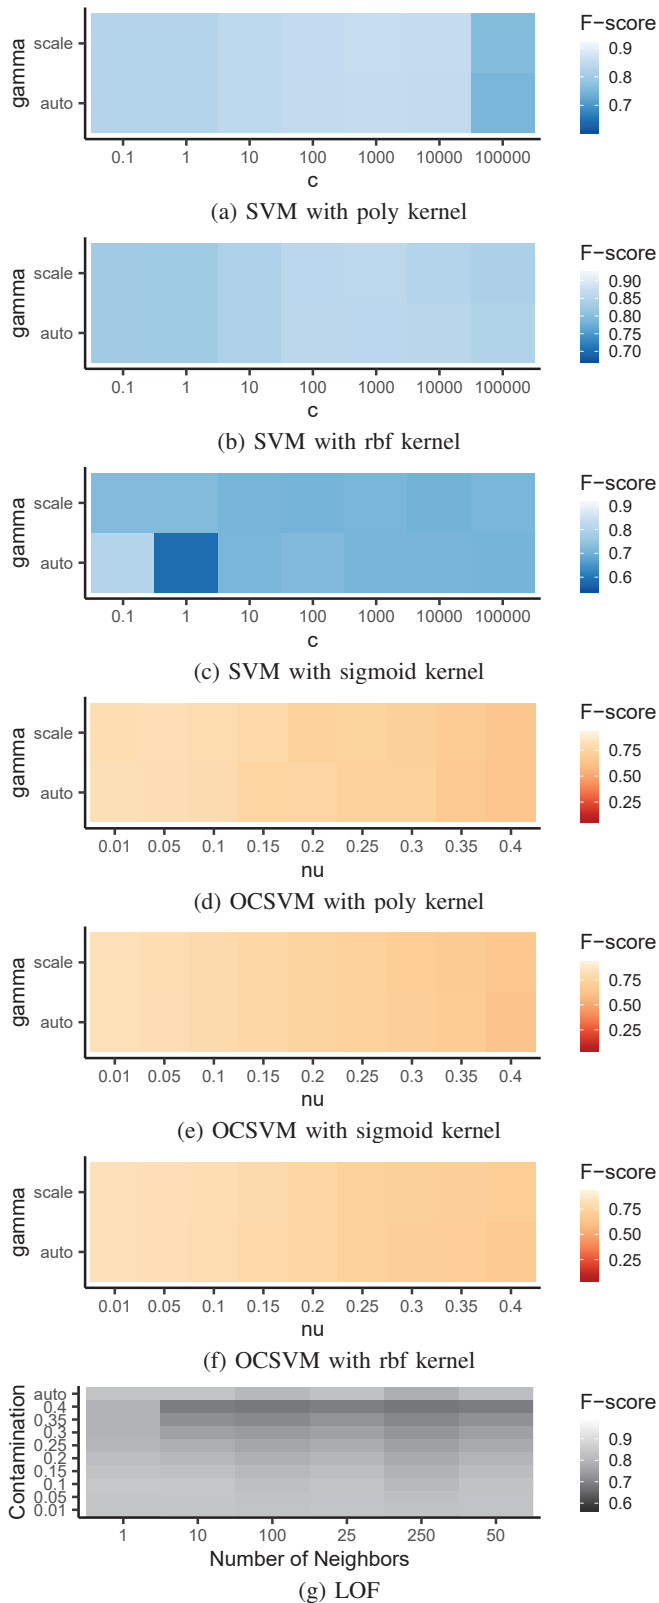 F−score
scale
auto
gamma
0.9
0.8
0.7
0.1 1 10 100 1000 10000 100000
c
(a) SVM with poly kernel
F−score
scale
auto
gamma
0.90
0.85
0.80
0.75
0.70
0.1 1 10 100 1000 10000 100000
c
(b) SVM with rbf kernel
F−score
scale
auto
gamma
0.9
0.8
0.7
0.6
0.1 1 10 100 1000 10000 100000
c
(c) SVM with sigmoid kernel
F−score
scale
auto
gamma
0.75
0.50
0.25
0.01 0.05 0.1 0.15 0.2 0.25 0.3 0.35 0.4
nu
(d) OCSVM with poly kernel
F−score
scale
auto
gamma
0.75
0.50
0.25
0.01 0.05 0.1 0.15 0.2 0.25 0.3 0.35 0.4
nu
(e) OCSVM with sigmoid kernel
F−score
scale
auto
gamma
0.75
0.50
0.25
0.01 0.05 0.1 0.15 0.2 0.25 0.3 0.35 0.4
nu
(f) OCSVM with rbf kernel
F−score
Contamination
auto
0.4
0.35
0.3
0.25
0.2
0.15
0.1
0.05
0.01
0.9
0.8
0.7
0.6
1 10 100 25 250 50
Number of Neighbors
(g) LOF